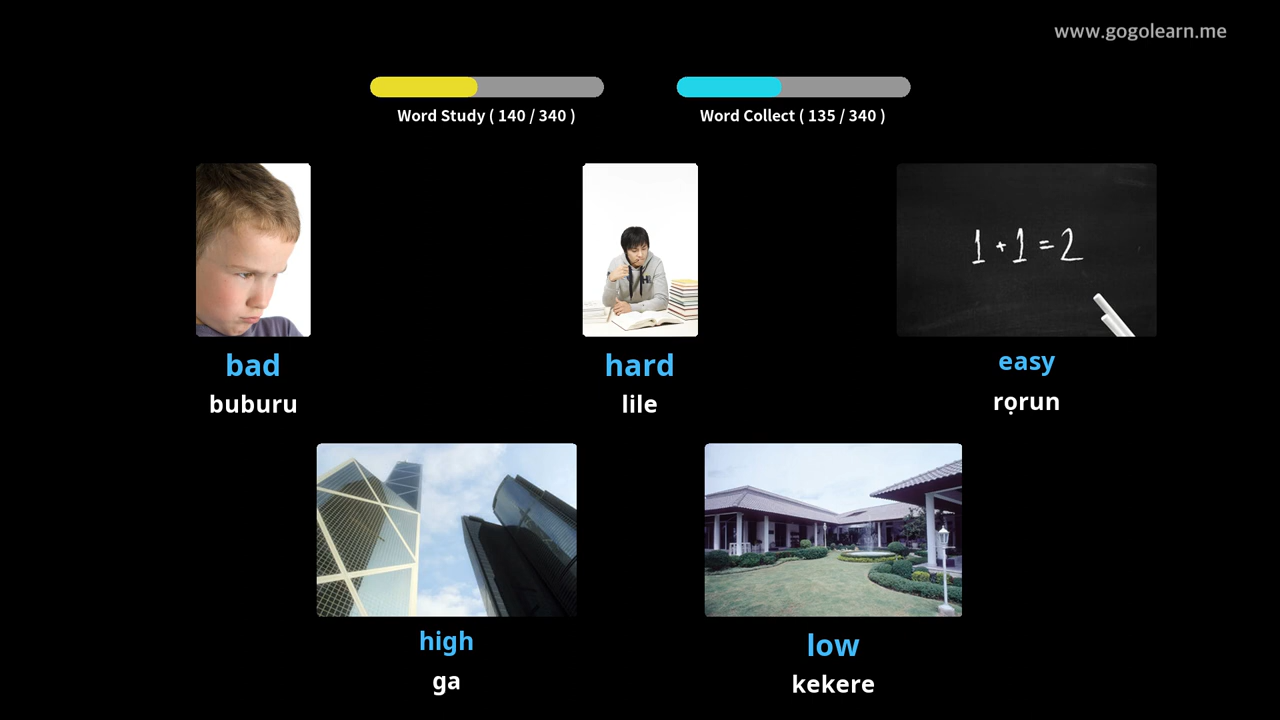 www.gogolearn.me
Word Study ( 140 / 340 )
Word Collect ( 135 / 340 )
1 + 1 = 2
bad
buburu
hard
lile
easy
rọrun
high
ga
low
kekere